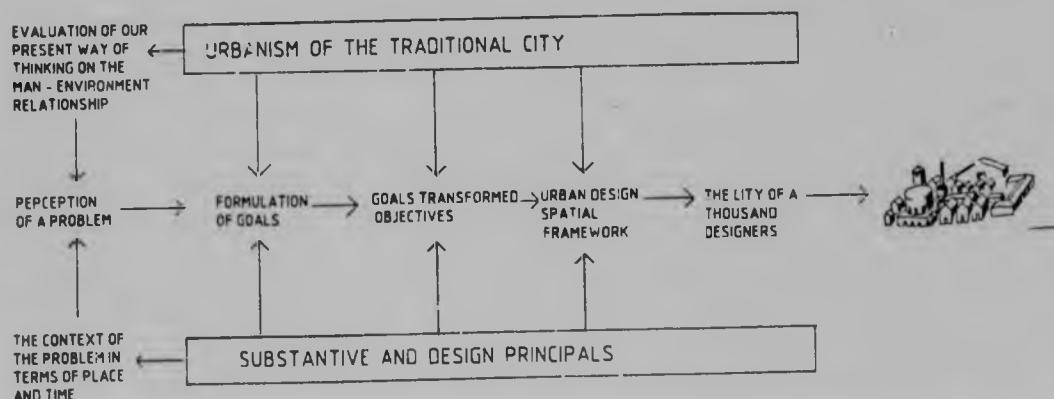 EVALUATION OF OUR
PRESENT WAY OF
THINKING ON THE
MAN - ENVIRONMENT
RELATIONSHIP
URBANISM OF THE TRADITIONAL CITY
PERCEPTION
OF A PROBLEM
FORMULATION
OF GOALS
GOALS TRANSFORMED
OBJECTIVES
URBAN DESIGN
SPATIAL
FRAMEWORK
THE LITY OF A
THOUSAND
DESIGNERS
THE CONTEXT OF
THE PROBLEM IN
TERMS OF PLACE
AND TIME
SUBSTANTIVE AND DESIGN PRINCIPALS